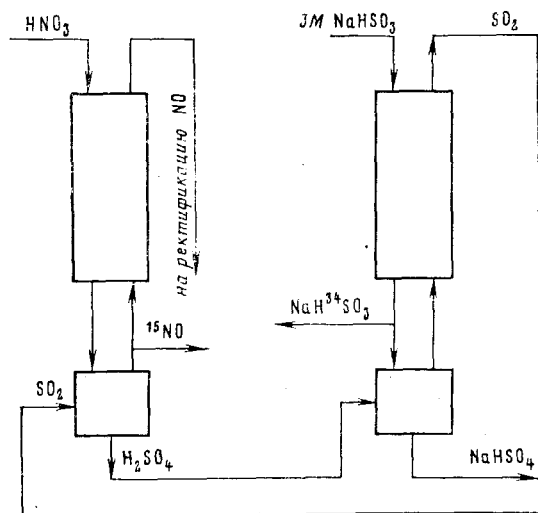 HNO₃
3M NaHSO₃
SO₂
на ректификацию NO
NaH³⁴SO₃
¹⁵NO
SO₂
H₂SO₄
NaHSO₄